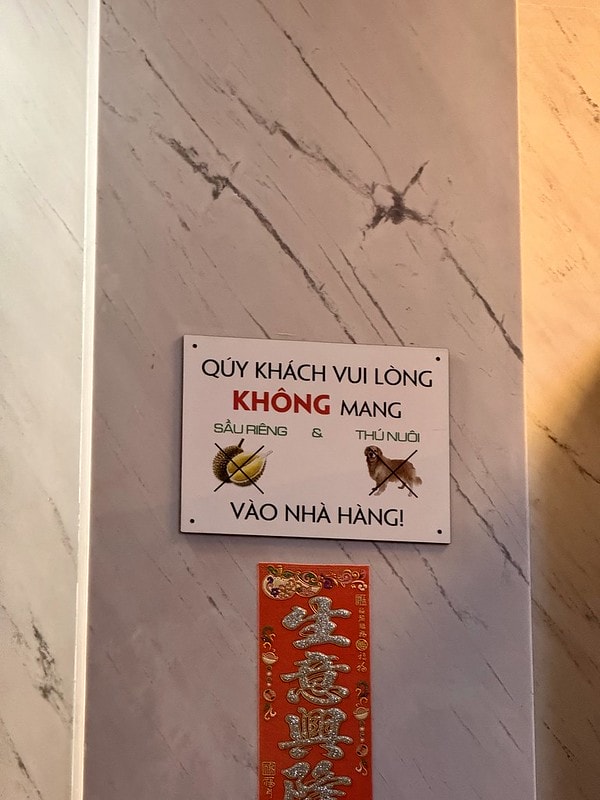 QÚY KHÁCH VUI LÒNG
KHÔNG MANG
SẦU RIÊNG & THÚ NUÔI
VÀO NHÀ HÀNG!
生意興隆